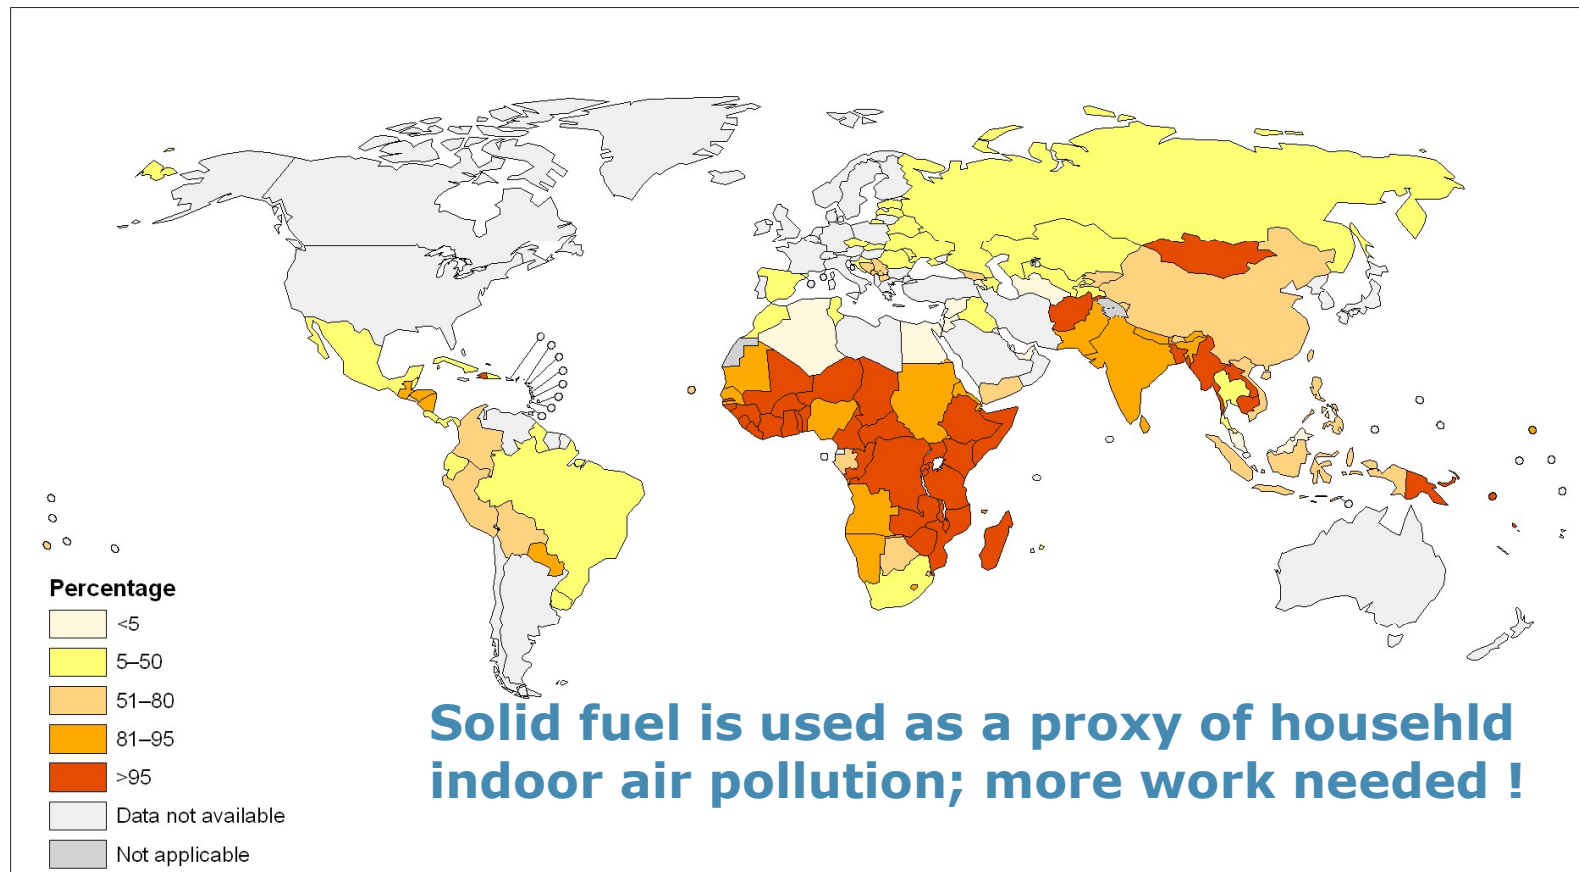 Percentage
<5
5–50
51–80
81–95
>95
Data not available
Not applicable
Solid fuel is used as a proxy of househld
indoor air pollution; more work needed !